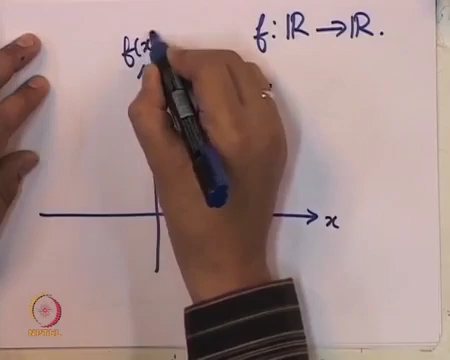 f: ℝ → ℝ.
f(x
x
NPTEL